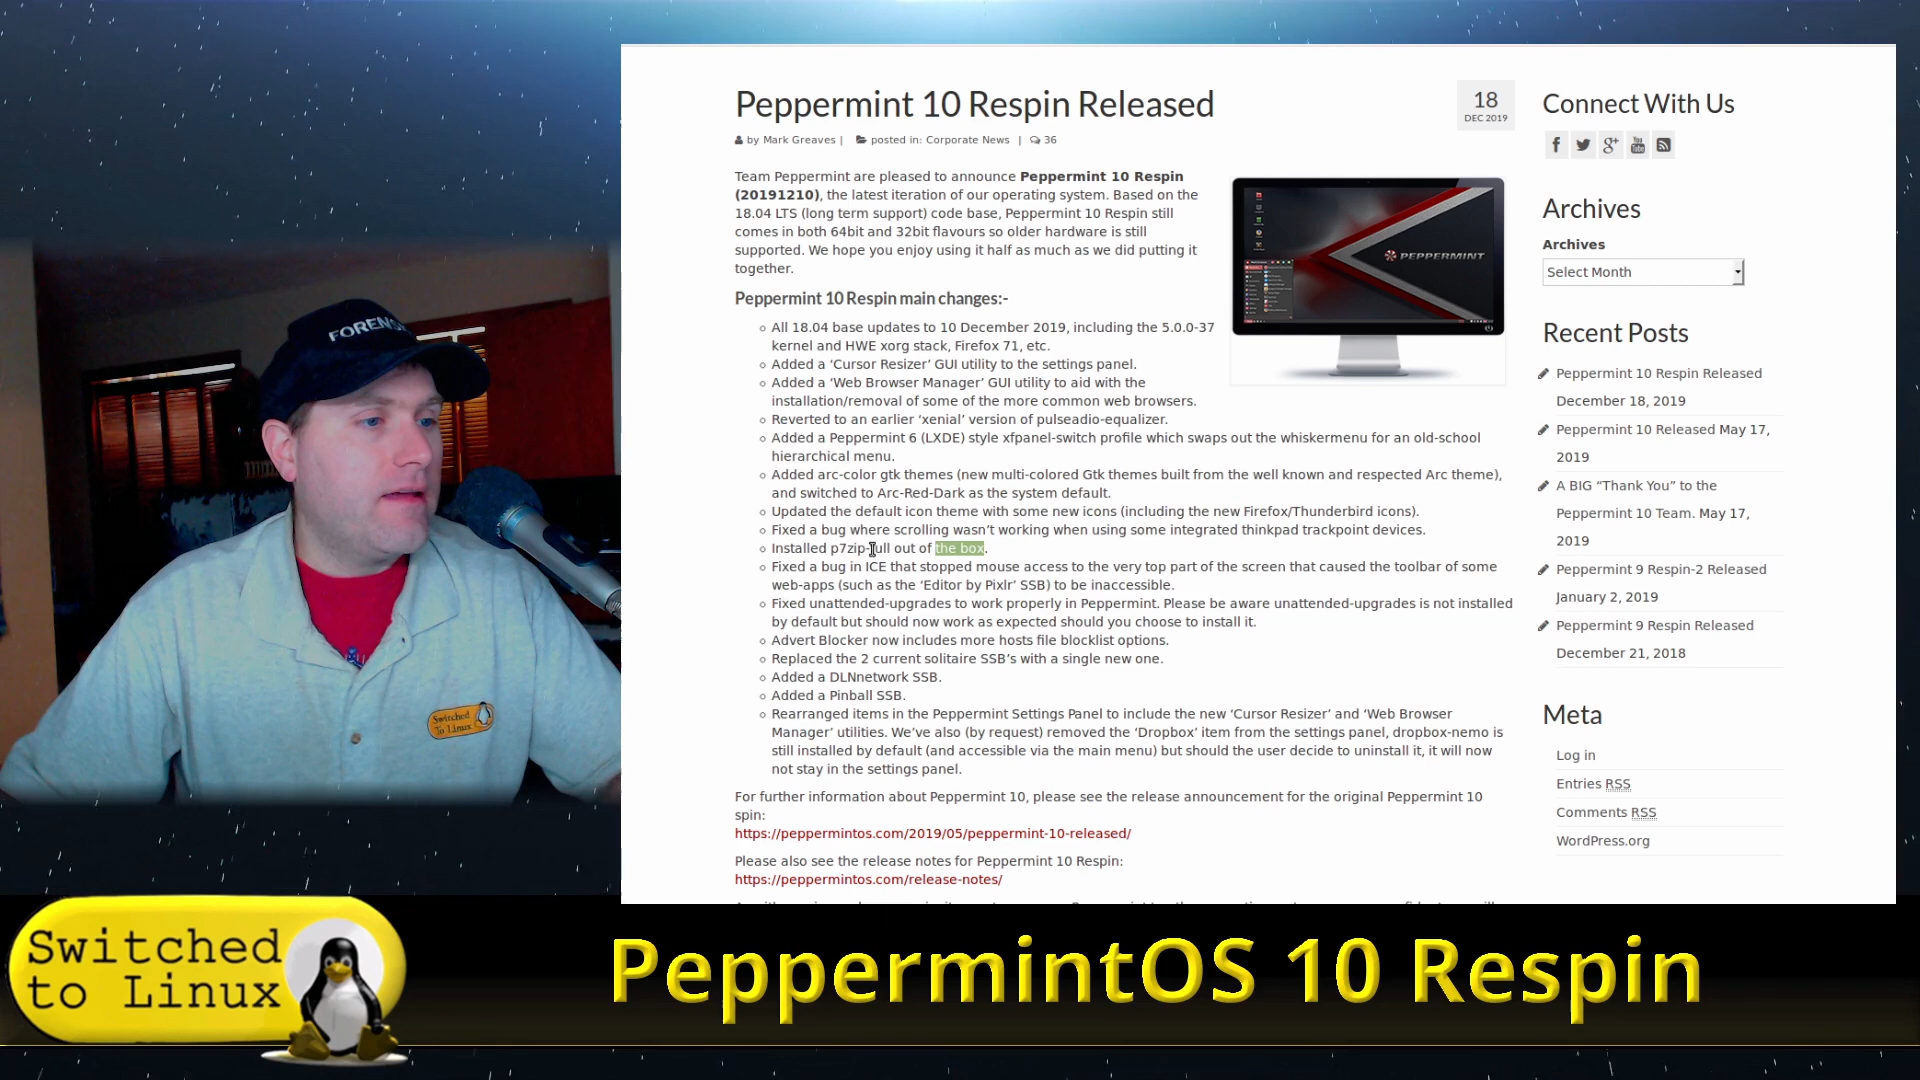 Peppermint 10 Respin Released
by Mark Greaves | posted in: Corporate News | 36
18
DEC 2019
Team Peppermint are pleased to announce Peppermint 10 Respin
(20191210), the latest iteration of our operating system. Based on the
18.04 LTS (long term support) code base, Peppermint 10 Respin still
comes in both 64bit and 32bit flavours so older hardware is still
supported. We hope you enjoy using it half as much as we did putting it
together.
PEPPERMINT
Peppermint 10 Respin main changes:-
All 18.04 base updates to 10 December 2019, including the 5.0.0-37
kernel and HWE xorg stack, Firefox 71, etc.
Added a ‘Cursor Resizer’ GUI utility to the settings panel.
Added a ‘Web Browser Manager’ GUI utility to aid with the
installation/removal of some of the more common web browsers.
Reverted to an earlier ‘xenial’ version of pulseadio-equalizer.
Added a Peppermint 6 (LXDE) style xfpanel-switch profile which swaps out the whiskermenu for an old-school
hierarchical menu.
Added arc-color gtk themes (new multi-colored Gtk themes built from the well known and respected Arc theme),
and switched to Arc-Red-Dark as the system default.
Updated the default icon theme with some new icons (including the new Firefox/Thunderbird icons).
Fixed a bug where scrolling wasn’t working when using some integrated thinkpad trackpoint devices.
Installed p7zip-full out of the box.
Fixed a bug in ICE that stopped mouse access to the very top part of the screen that caused the toolbar of some
web-apps (such as the ‘Editor by Pixlr’ SSB) to be inaccessible.
Fixed unattended-upgrades to work properly in Peppermint. Please be aware unattended-upgrades is not installed
by default but should now work as expected should you choose to install it.
Advert Blocker now includes more hosts file blocklist options.
Replaced the 2 current solitaire SSB’s with a single new one.
Added a DLNnetwork SSB.
Added a Pinball SSB.
Rearranged items in the Peppermint Settings Panel to include the new ‘Cursor Resizer’ and ‘Web Browser
Manager’ utilities. We’ve also (by request) removed the ‘Dropbox’ item from the settings panel, dropbox-nemo is
still installed by default (and accessible via the main menu) but should the user decide to uninstall it, it will now
not stay in the settings panel.
For further information about Peppermint 10, please see the release announcement for the original Peppermint 10
spin:
https://peppermintos.com/2019/05/peppermint-10-released/
Please also see the release notes for Peppermint 10 Respin:
https://peppermintos.com/release-notes/
Connect With Us
Archives
Archives
Select Month
Recent Posts
Peppermint 10 Respin Released
December 18, 2019
Peppermint 10 Released May 17,
2019
A BIG “Thank You” to the
Peppermint 10 Team. May 17,
2019
Peppermint 9 Respin-2 Released
January 2, 2019
Peppermint 9 Respin Released
December 21, 2018
Meta
Log in
Entries RSS
Comments RSS
WordPress.org
Switched
To Linux
Switched
to Linux
PeppermintOS 10 Respin